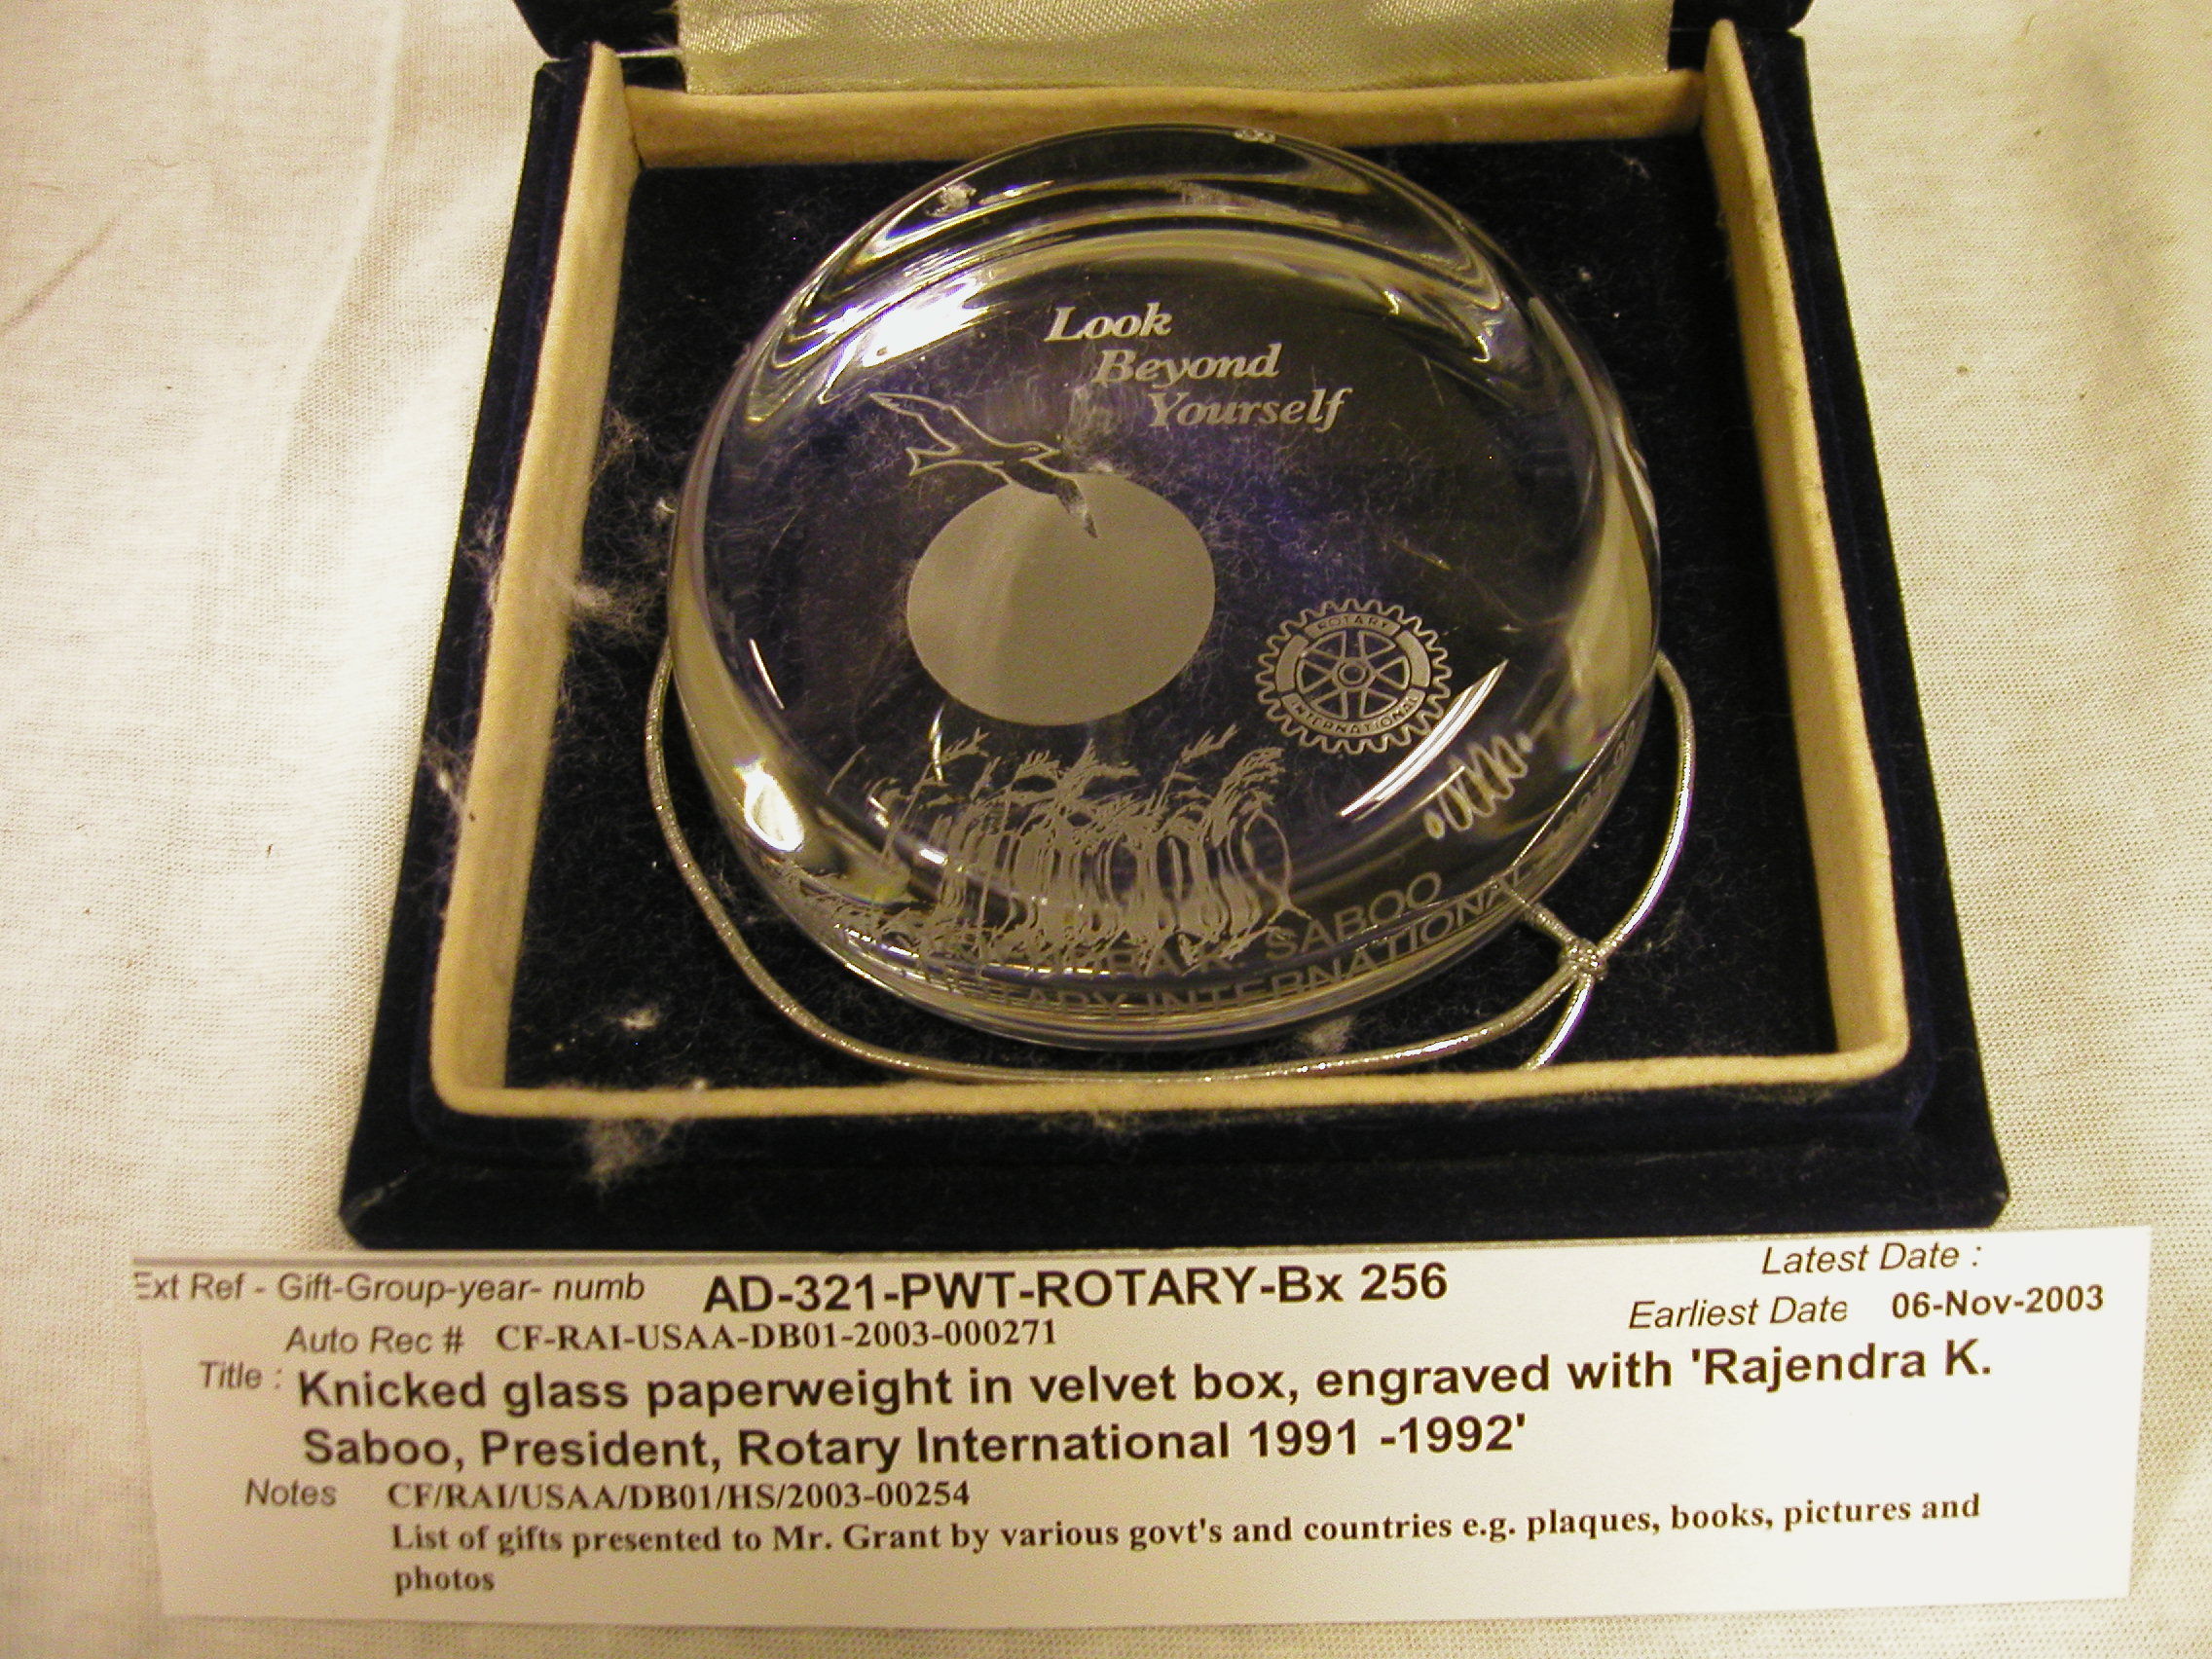 Look
Beyond
Yourself
ROTARY
INTERNATIONAL
K. SABOO
ROTARY INTERNATIONAL
Ext Ref - Gift-Group-year- numb AD-321-PWT-ROTARY-Bx 256
Latest Date :
Earliest Date 06-Nov-2003
Auto Rec # CF-RAI-USAA-DB01-2003-000271
Title : Knicked glass paperweight in velvet box, engraved with 'Rajendra K.
Saboo, President, Rotary International 1991 -1992'
Notes CF/RAI/USAA/DB01/HS/2003-00254
List of gifts presented to Mr. Grant by various govt's and countries e.g. plaques, books, pictures and
photos